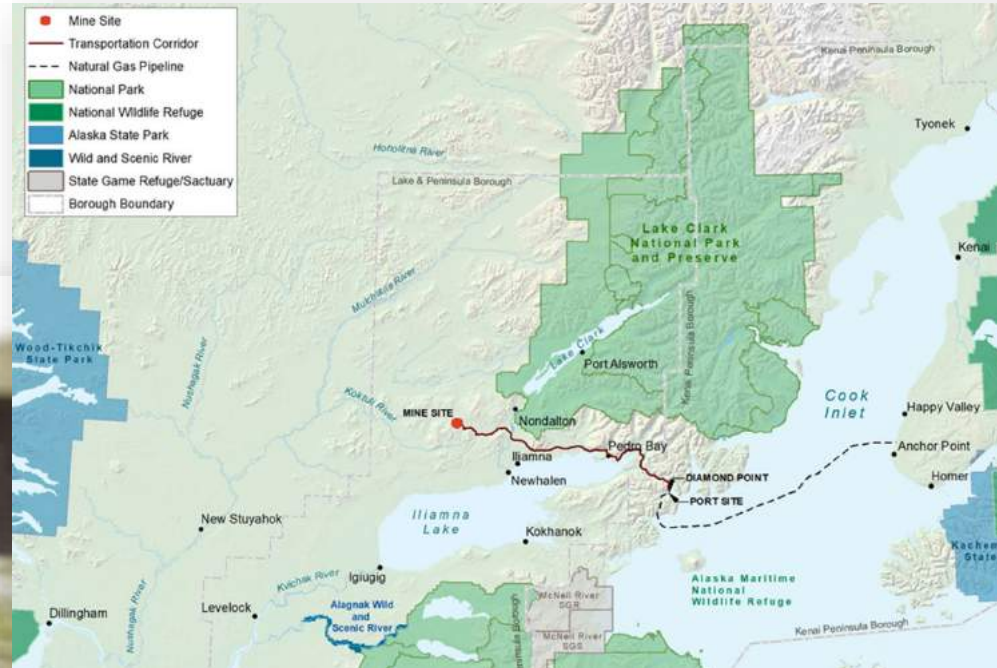 Mine Site
Transportation Corridor
Natural Gas Pipeline
National Park
National Wildlife Refuge
Alaska State Park
Wild and Scenic River
State Game Refuge/Sactuary
Borough Boundary
Kenai Peninsula Borough
Tyonek
Hoholitna River
Lake & Peninsula Borough
Lake Clark
National Park
and Preserve
Kenai
Mulchatna River
Kenai Peninsula Borough
Wood-Tikchik
State Park
Nushagak River
Lake Clark
Port Alsworth
Cook
Inlet
Koktuli River
MINE SITE
Nondalton
Happy Valley
Pedro Bay
Anchor Point
Iliamna
Newhalen
DIAMOND POINT
Homer
PORT SITE
Iliamna
Lake
New Stuyahok
Kokhanok
Kachem
State
Igiugig
Kvichak River
Alaska Maritime
National
Wildlife Refuge
McNeil River
SGR
Alagnak Wild
and
Scenic River
Levelock
Dillingham
Nushagak River
McNeil River
SGS
Peninsula Borough
Kenai Peninsula Borough